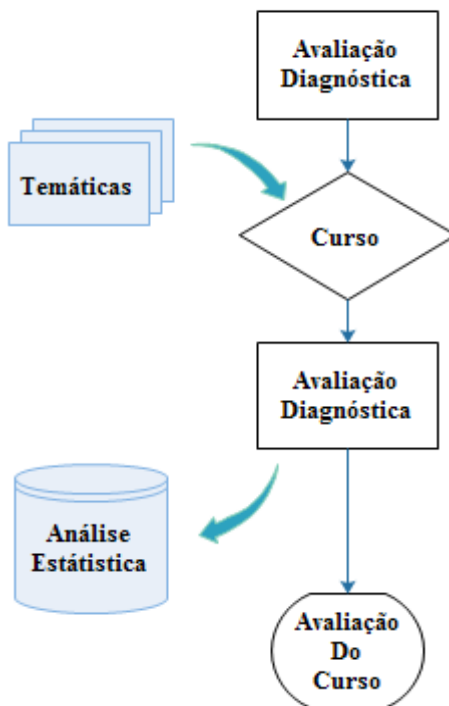 Avaliação
Diagnóstica
Temáticas
Curso
Avaliação
Diagnóstica
Análise
Estátistica
Avaliação
Do
Curso